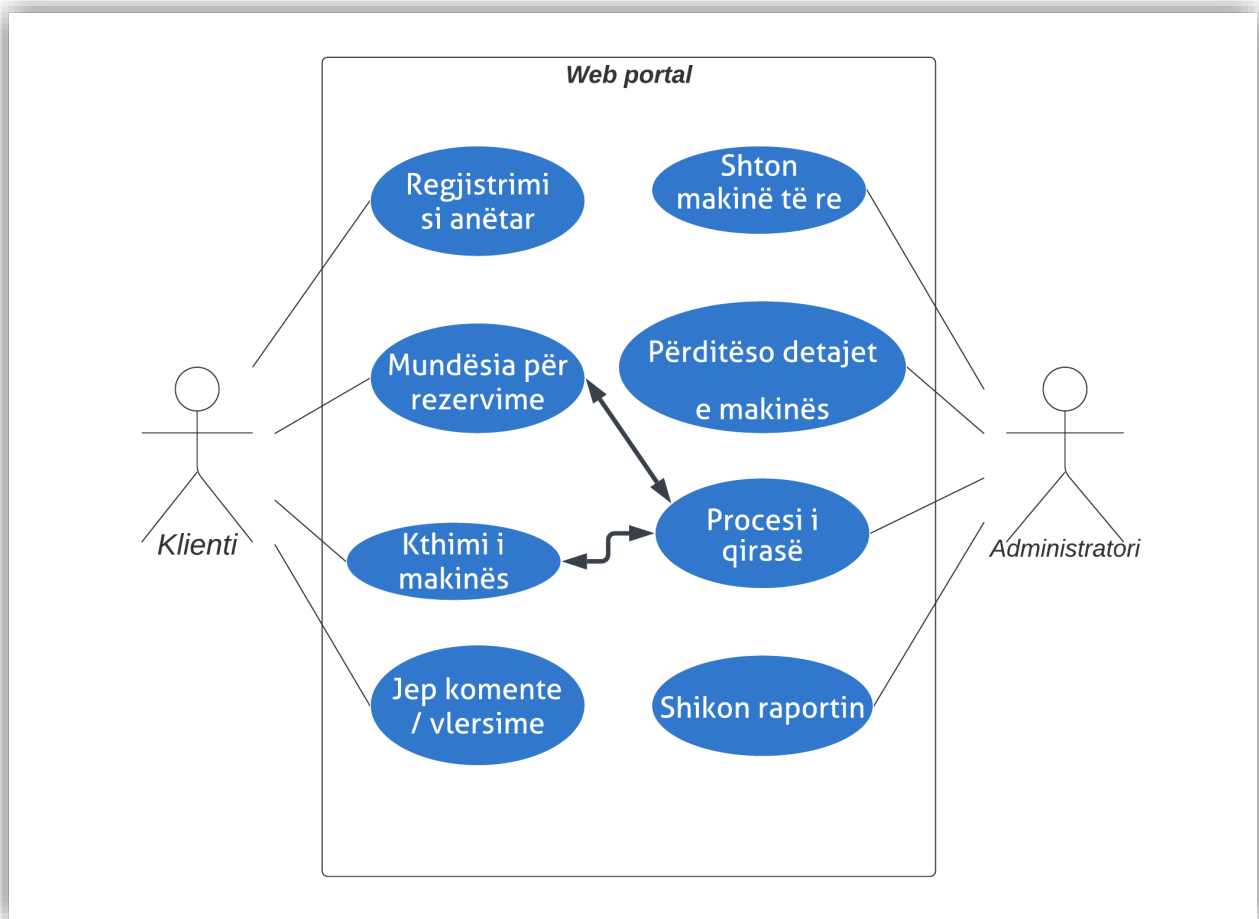 Web portal
Regjistrimi
si anëtar
Shton
makinë të re
Mundësia për
rezervime
Përditëso detajet
e makinës
Kthimi i
makinës
Procesi i
qirasë
Klienti
Administratori
Jep komente
/ vlersime
Shikon raportin